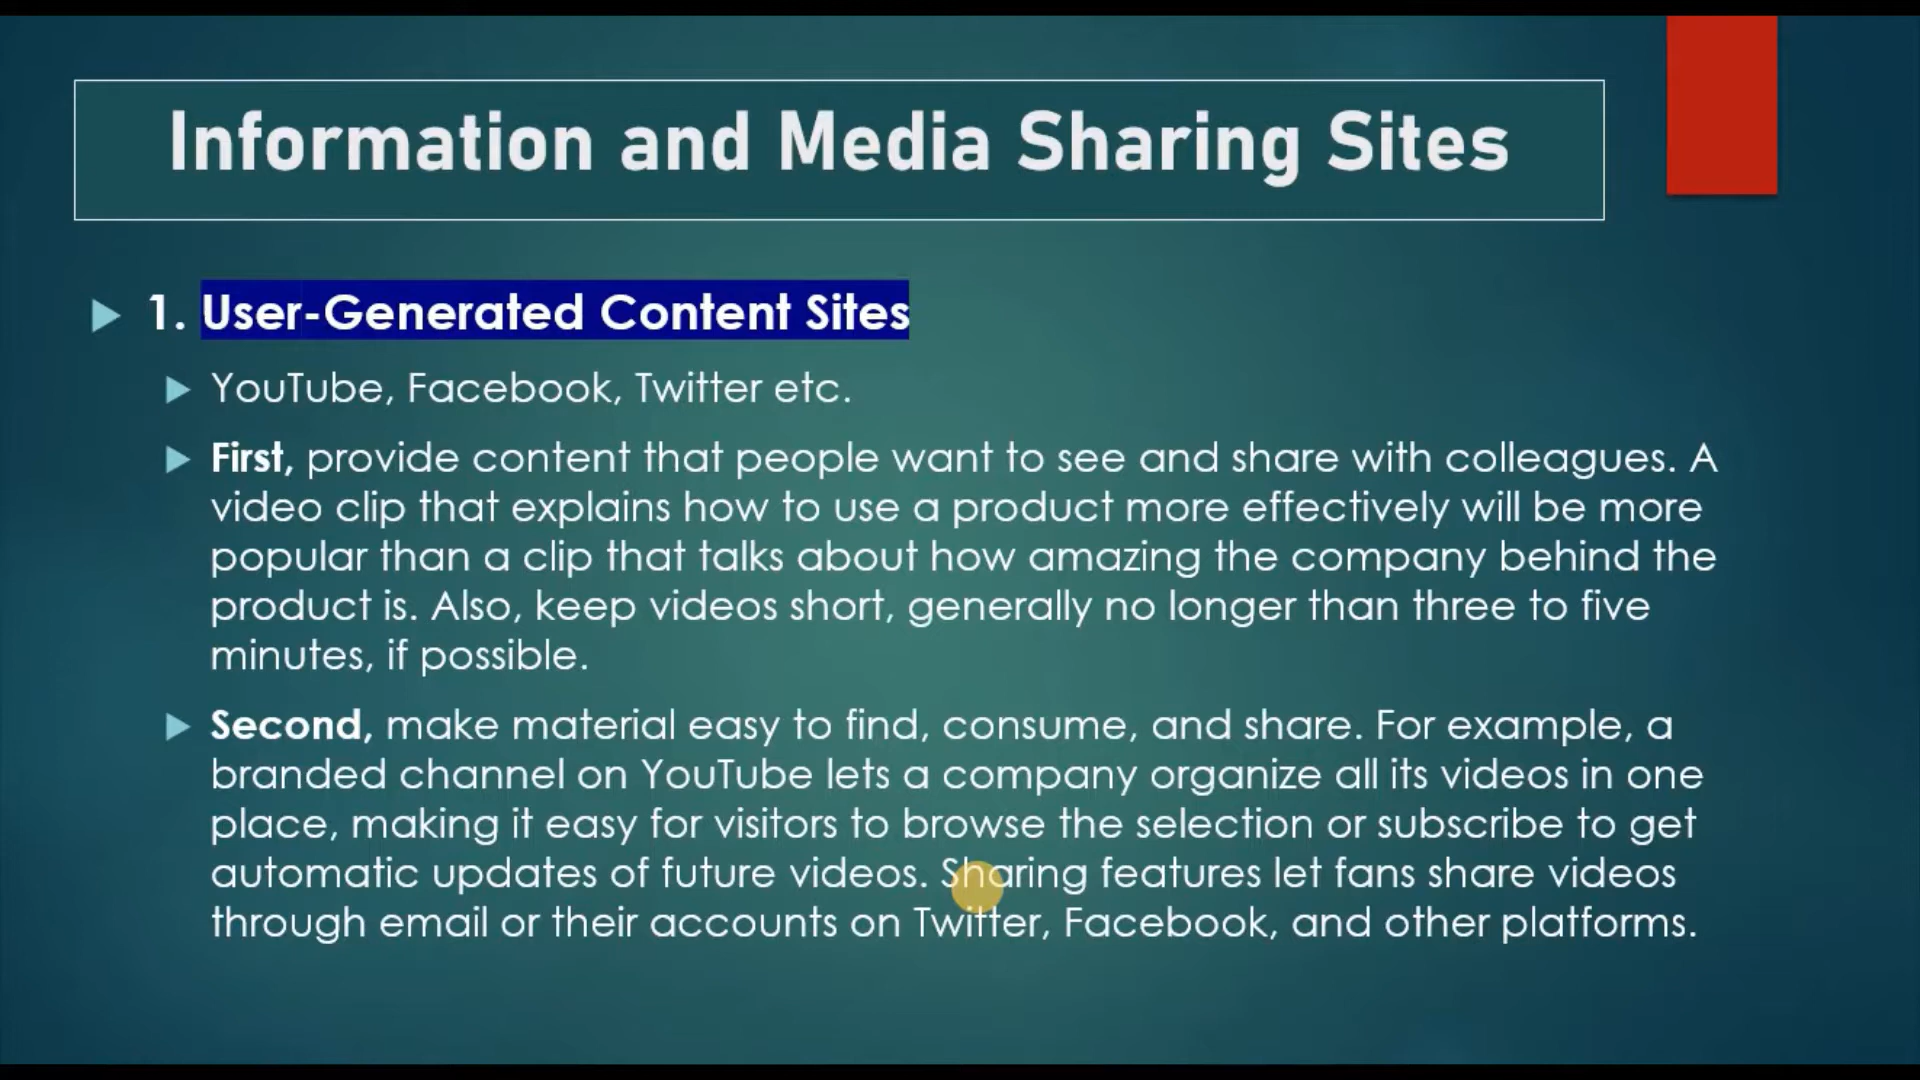 Information and Media Sharing Sites
1. User-Generated Content Sites
YouTube, Facebook, Twitter etc.
First, provide content that people want to see and share with colleagues. A
video clip that explains how to use a product more effectively will be more
popular than a clip that talks about how amazing the company behind the
product is. Also, keep videos short, generally no longer than three to five
minutes, if possible.
Second, make material easy to find, consume, and share. For example, a
branded channel on YouTube lets a company organize all its videos in one
place, making it easy for visitors to browse the selection or subscribe to get
automatic updates of future videos. Sharing features let fans share videos
through email or their accounts on Twitter, Facebook, and other platforms.